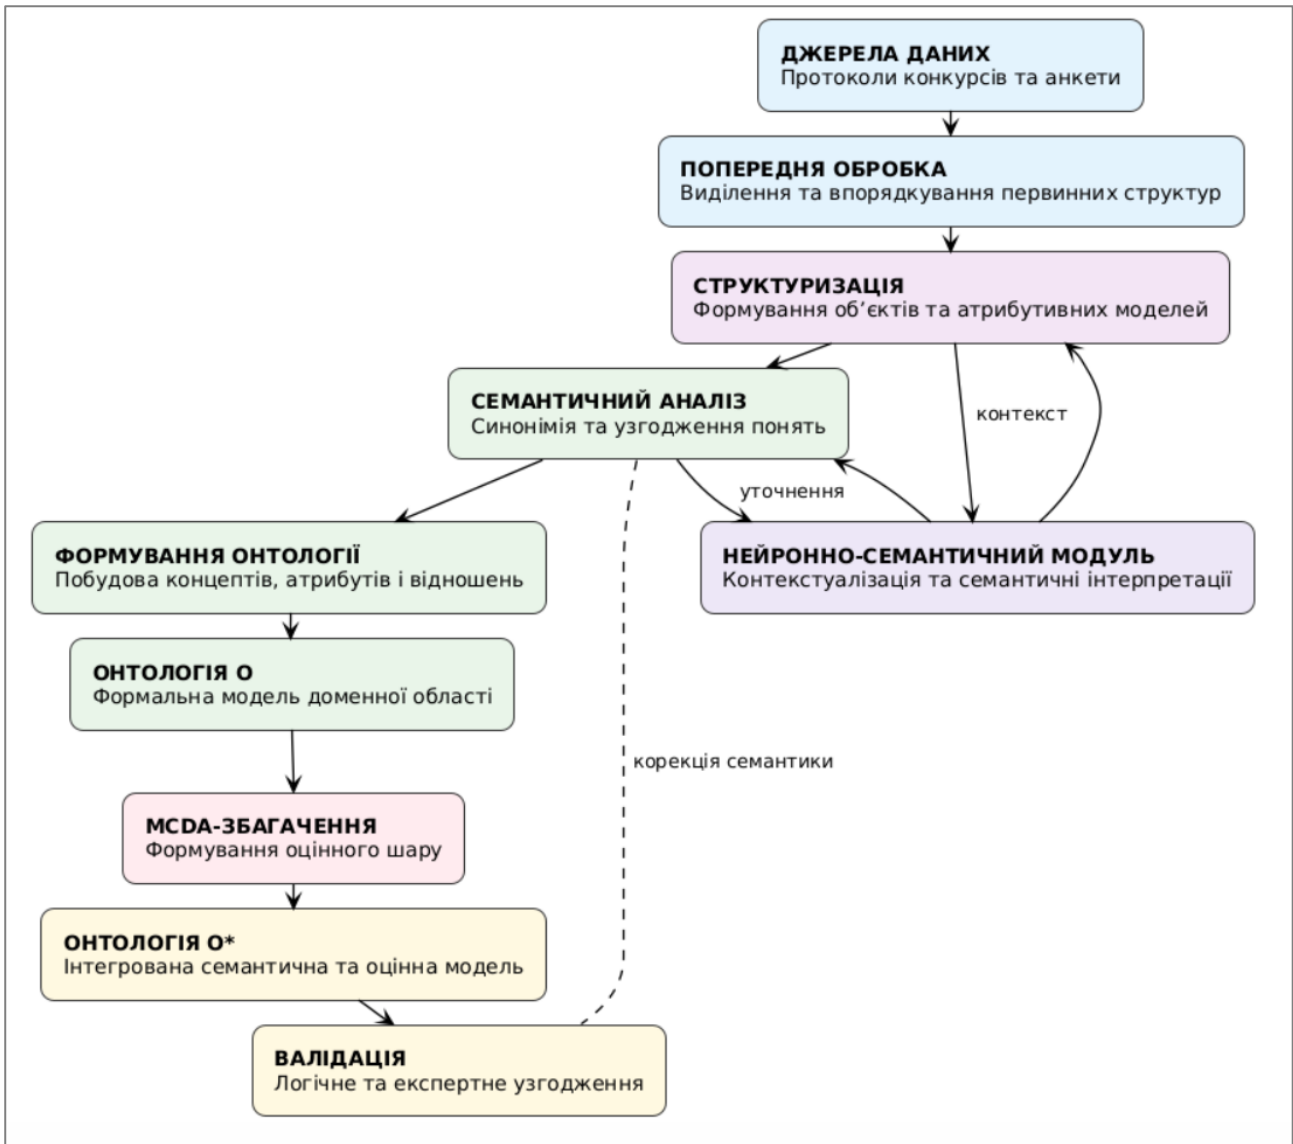 ДЖЕРЕЛА ДАНИХ
Протоколи конкурсів та анкети
ПОПЕРЕДНЯ ОБРОБКА
Виділення та впорядкування первинних структур
СТРУКТУРИЗАЦІЯ
Формування об’єктів та атрибутивних моделей
СЕМАНТИЧНИЙ АНАЛІЗ
Синонімія та узгодження понять
контекст
уточнення
ФОРМУВАННЯ ОНТОЛОГІЇ
Побудова концептів, атрибутів і відношень
НЕЙРОННО-СЕМАНТИЧНИЙ МОДУЛЬ
Контекстуалізація та семантичні інтерпретації
ОНТОЛОГІЯ O
Формальна модель доменної області
корекція семантики
MCDA-ЗБАГАЧЕННЯ
Формування оцінного шару
ОНТОЛОГІЯ O*
Інтегрована семантична та оцінна модель
ВАЛІДАЦІЯ
Логічне та експертне узгодження